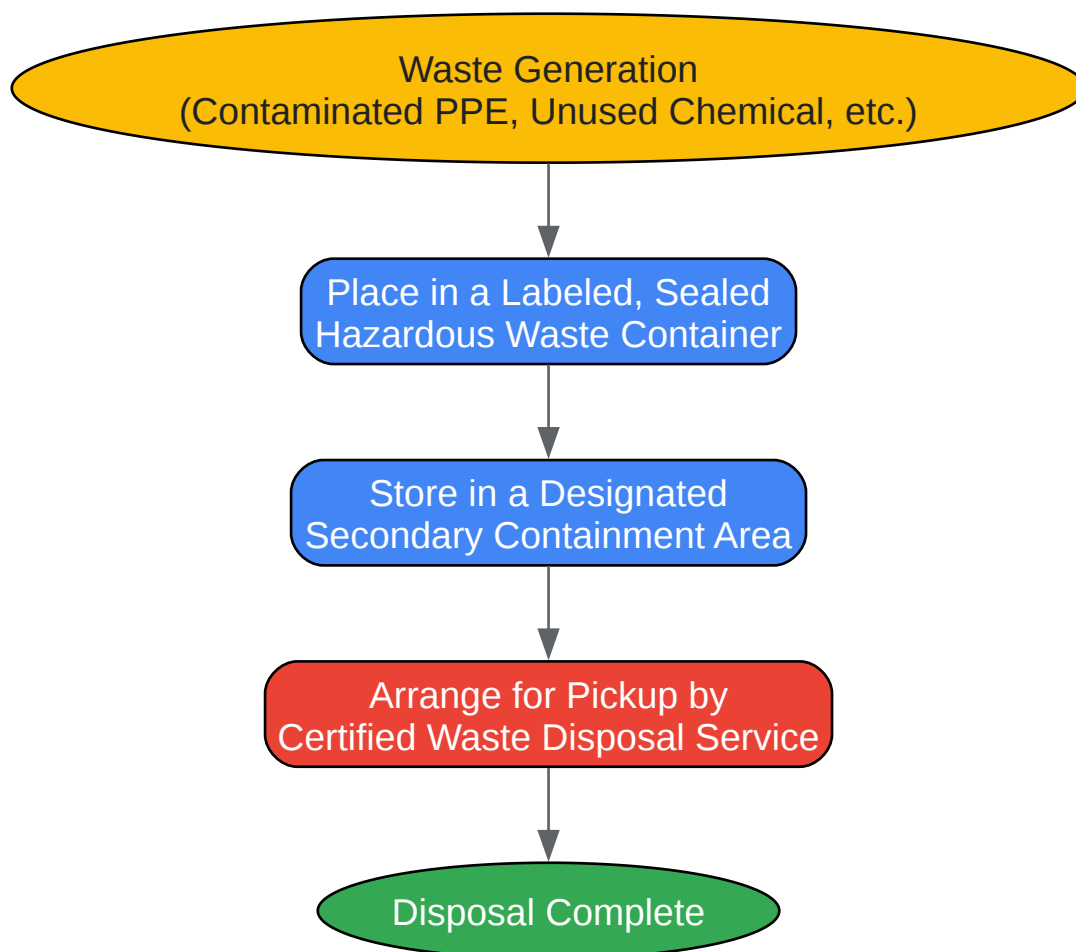 Waste Generation
(Contaminated PPE, Unused Chemical, etc.)
Place in a Labeled, Sealed
Hazardous Waste Container
Store in a Designated
Secondary Containment Area
Arrange for Pickup by
Certified Waste Disposal Service
Disposal Complete